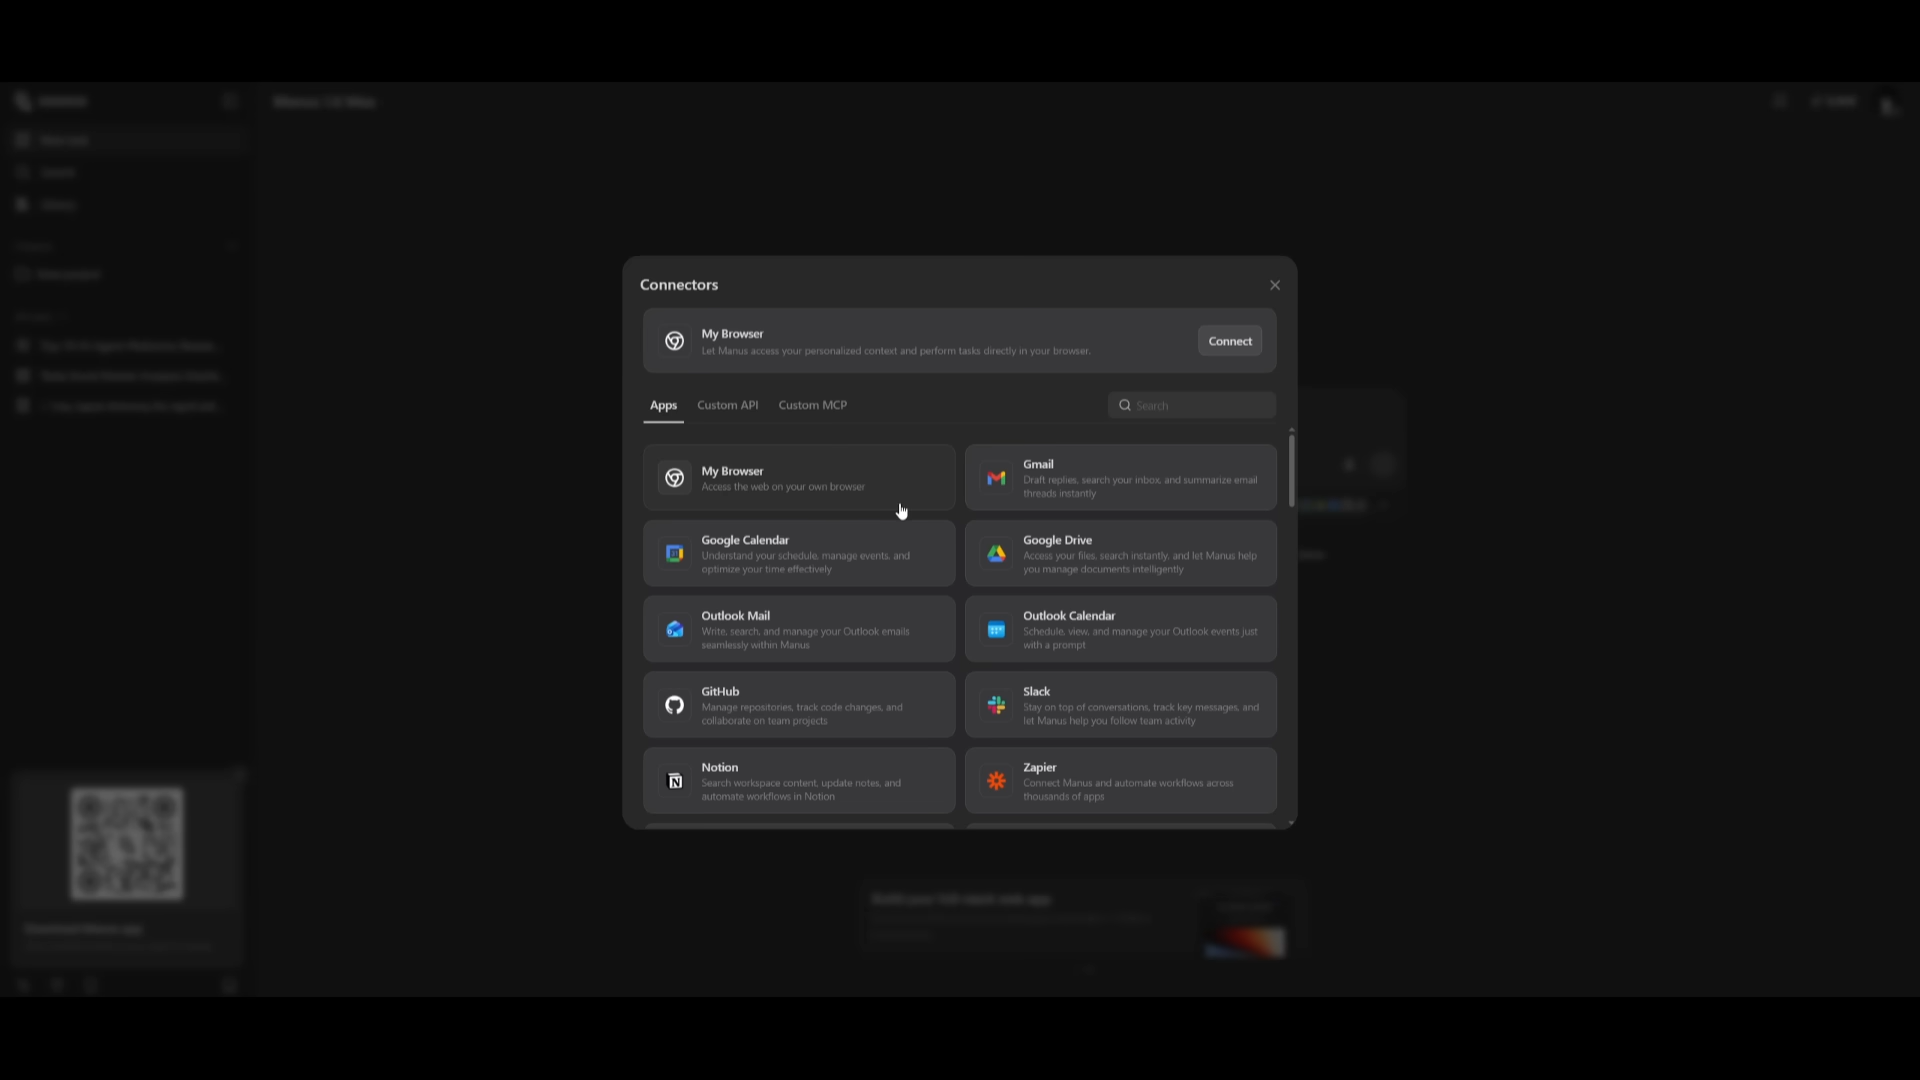 Connectors
My Browser
Let Manus access your personalized context and perform tasks directly in your browser.
Connect
Apps
Custom API
Custom MCP
Search
My Browser
Access the web on your own browser
Gmail
Draft replies, search your inbox, and summarize email
threads instantly
Google Calendar
Understand your schedule, manage events, and
optimize your time effectively
Google Drive
Access your files, search instantly, and let Manus help
you manage documents intelligently
Outlook Mail
Write, search, and manage your Outlook emails
seamlessly within Manus
Outlook Calendar
Schedule, view, and manage your Outlook events just
with a prompt
GitHub
Manage repositories, track code changes, and
collaborate on team projects
Slack
Stay on top of conversations, track key messages, and
let Manus help you follow team activity
Notion
Search workspace content, update notes, and
automate workflows in Notion
Zapier
Connect Manus and automate workflows across
thousands of apps